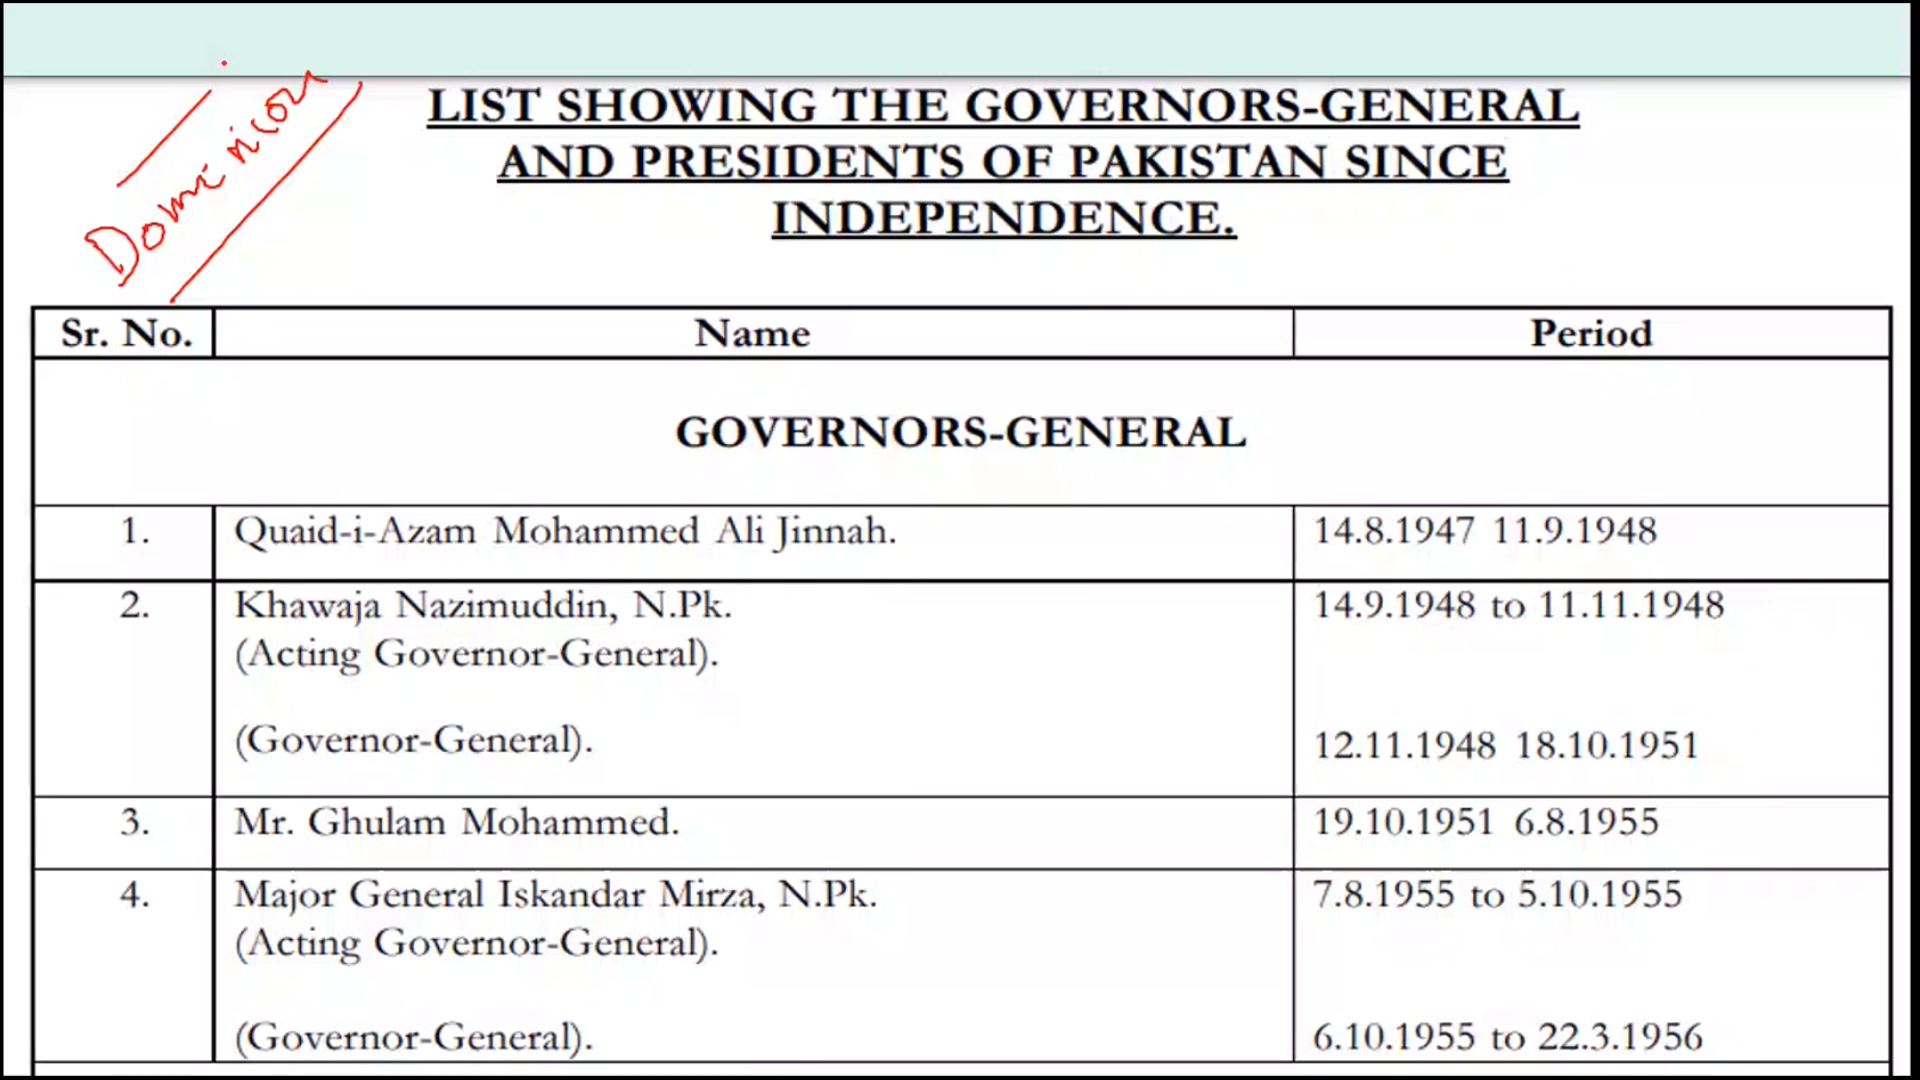 LIST SHOWING THE GOVERNORS-GENERAL
AND PRESIDENTS OF PAKISTAN SINCE
INDEPENDENCE.
Sr. No. Name Period
GOVERNORS-GENERAL
1. Quaid-i-Azam Mohammed Ali Jinnah. 14.8.1947 11.9.1948
2. Khawaja Nazimuddin, N.Pk. 14.9.1948 to 11.11.1948
(Acting Governor-General).
(Governor-General). 12.11.1948 18.10.1951
3. Mr. Ghulam Mohammed. 19.10.1951 6.8.1955
4. Major General Iskandar Mirza, N.Pk. 7.8.1955 to 5.10.1955
(Acting Governor-General).
(Governor-General). 6.10.1955 to 22.3.1956